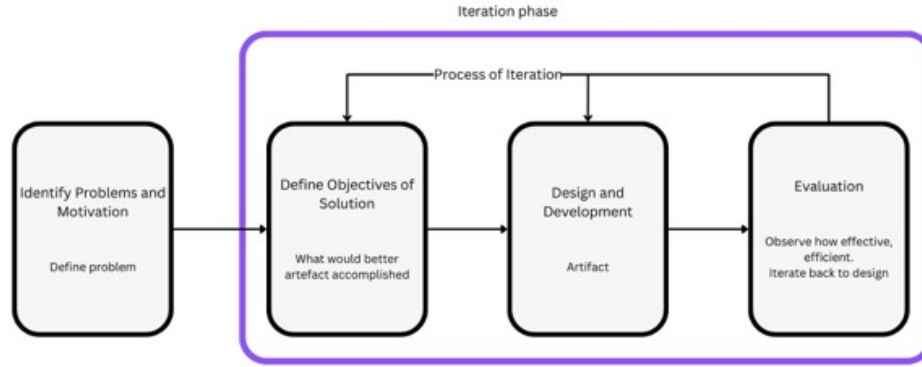 Iteration phase
Process of Iteration
Identify Problems and
Motivation
Define problem
Define Objectives of
Solution
What would better
artefact accomplished
Design and
Development
Artifact
Evaluation
Observe how effective,
efficient.
Iterate back to design